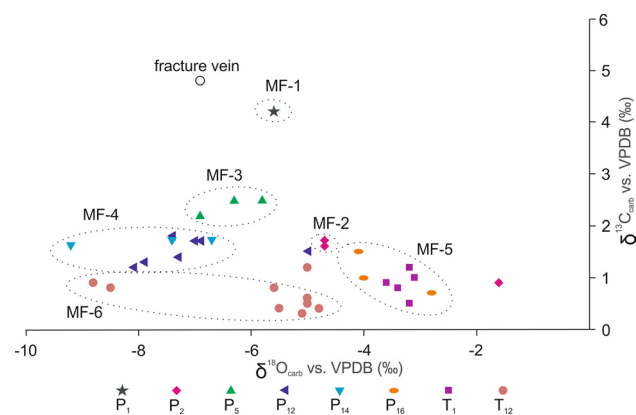 6
fracture vein
5
MF-1
4
MF-3
3
MF-4
MF-2
2
MF-5
1
MF-6
0
-10
-8
-6
-4
-2
δ13Ccarb vs. VPDB (‰)
δ18Ocarb vs. VPDB (‰)
P1 P2 P5 P12 P14 P16 T1 T12